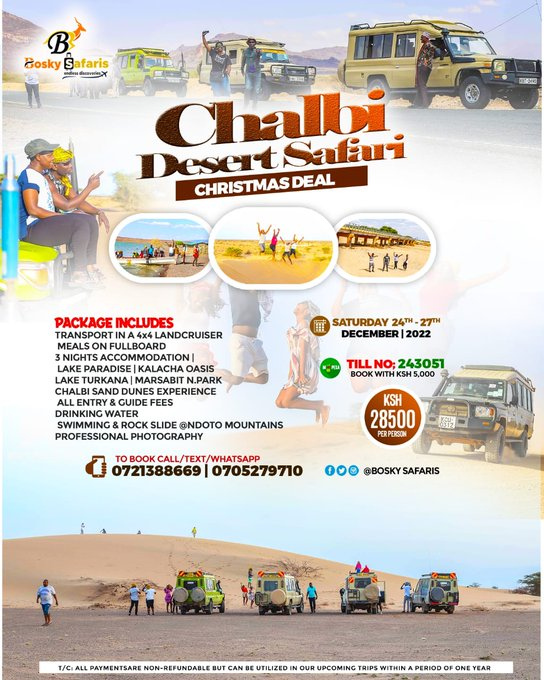 B
Bosky Safaris
endless discoveries
Chalbi
Desert Safari
CHRISTMAS DEAL
PACKAGE INCLUDES
TRANSPORT IN A 4x4 LANDCRUISER
MEALS ON FULLBOARD
3 NIGHTS ACCOMMODATION |
LAKE PARADISE | KALACHA OASIS
LAKE TURKANA | MARSABIT N.PARK
CHALBI SAND DUNES EXPERIENCE
ALL ENTRY & GUIDE FEES
DRINKING WATER
SWIMMING & ROCK SLIDE @NDOTO MOUNTAINS
PROFESSIONAL PHOTOGRAPHY
SATURDAY 24TH - 27TH
DECEMBER | 2022
TILL NO; 243051
BOOK WITH KSH 5,000
KSH
28500
PER PERSON
TO BOOK CALL/TEXT/WHATSAPP
0721388669 | 0705279710
@BOSKY SAFARIS
T/C: ALL PAYMENTSARE NON-REFUNDABLE BUT CAN BE UTILIZED IN OUR UPCOMING TRIPS WITHIN A PERIOD OF ONE YEAR